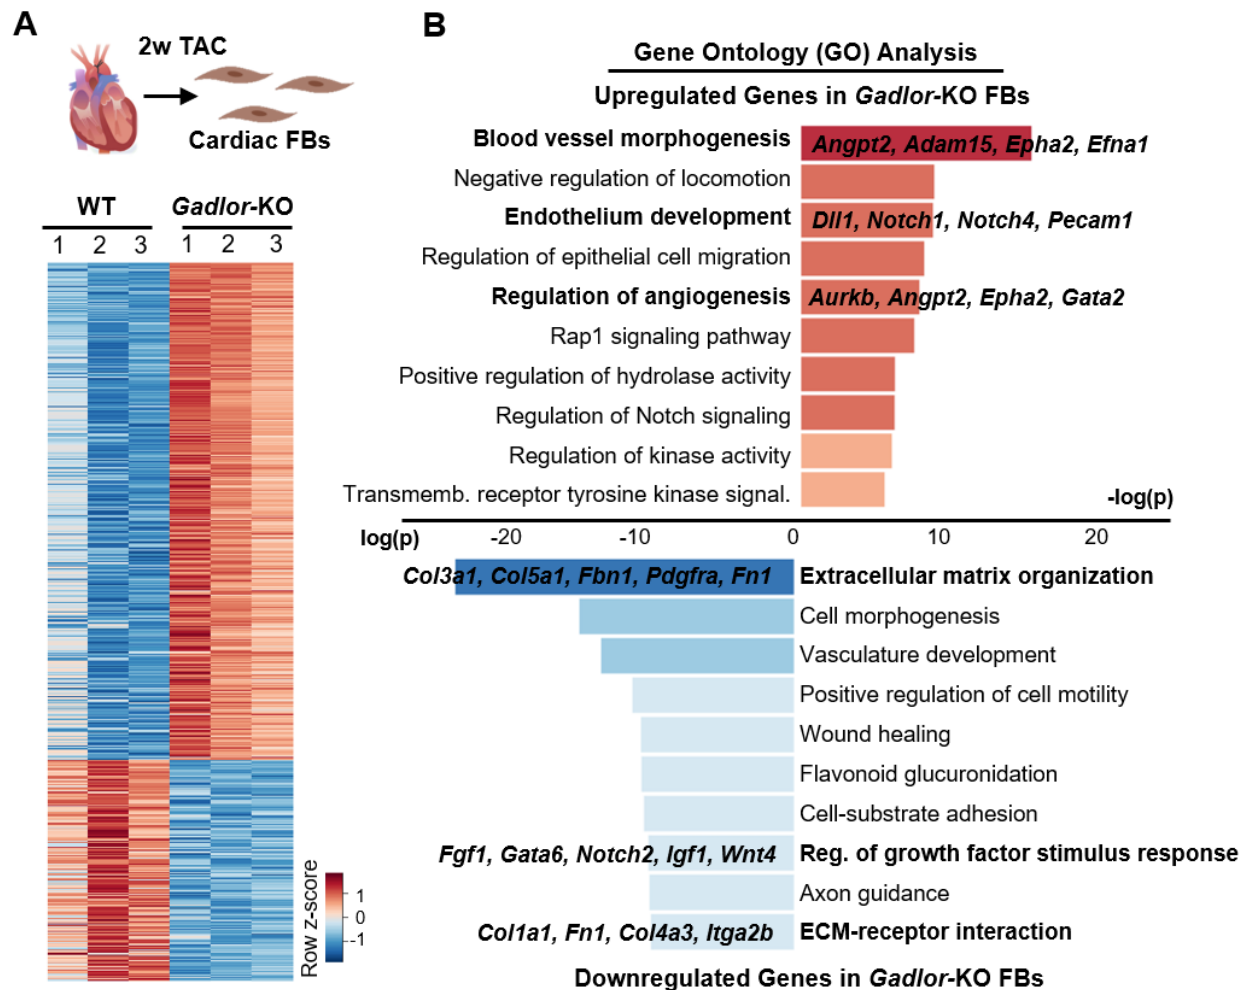 A
2w TAC
Cardiac FBs
WT Gadlor-KO
1 2 3 1 2 3
Row z-score
1
0
-1
B
Gene Ontology (GO) Analysis
Upregulated Genes in Gadlor-KO FBs
Blood vessel morphogenesis Angpt2, Adam15, Epha2, Efna1
Negative regulation of locomotion
Endothelium development Dll1, Notch1, Notch4, Pecam1
Regulation of epithelial cell migration
Regulation of angiogenesis Aurkb, Angpt2, Epha2, Gata2
Rap1 signaling pathway
Positive regulation of hydrolase activity
Regulation of Notch signaling
Regulation of kinase activity
Transmemb. receptor tyrosine kinase signal.
-log(p)
log(p) -20 -10 0 10 20
Col3a1, Col5a1, Fbn1, Pdgfra, Fn1 Extracellular matrix organization
Cell morphogenesis
Vasculature development
Positive regulation of cell motility
Wound healing
Flavonoid glucuronidation
Cell-substrate adhesion
Fgf1, Gata6, Notch2, Igf1, Wnt4 Reg. of growth factor stimulus response
Axon guidance
Col1a1, Fn1, Col4a3, Itga2b ECM-receptor interaction
Downregulated Genes in Gadlor-KO FBs